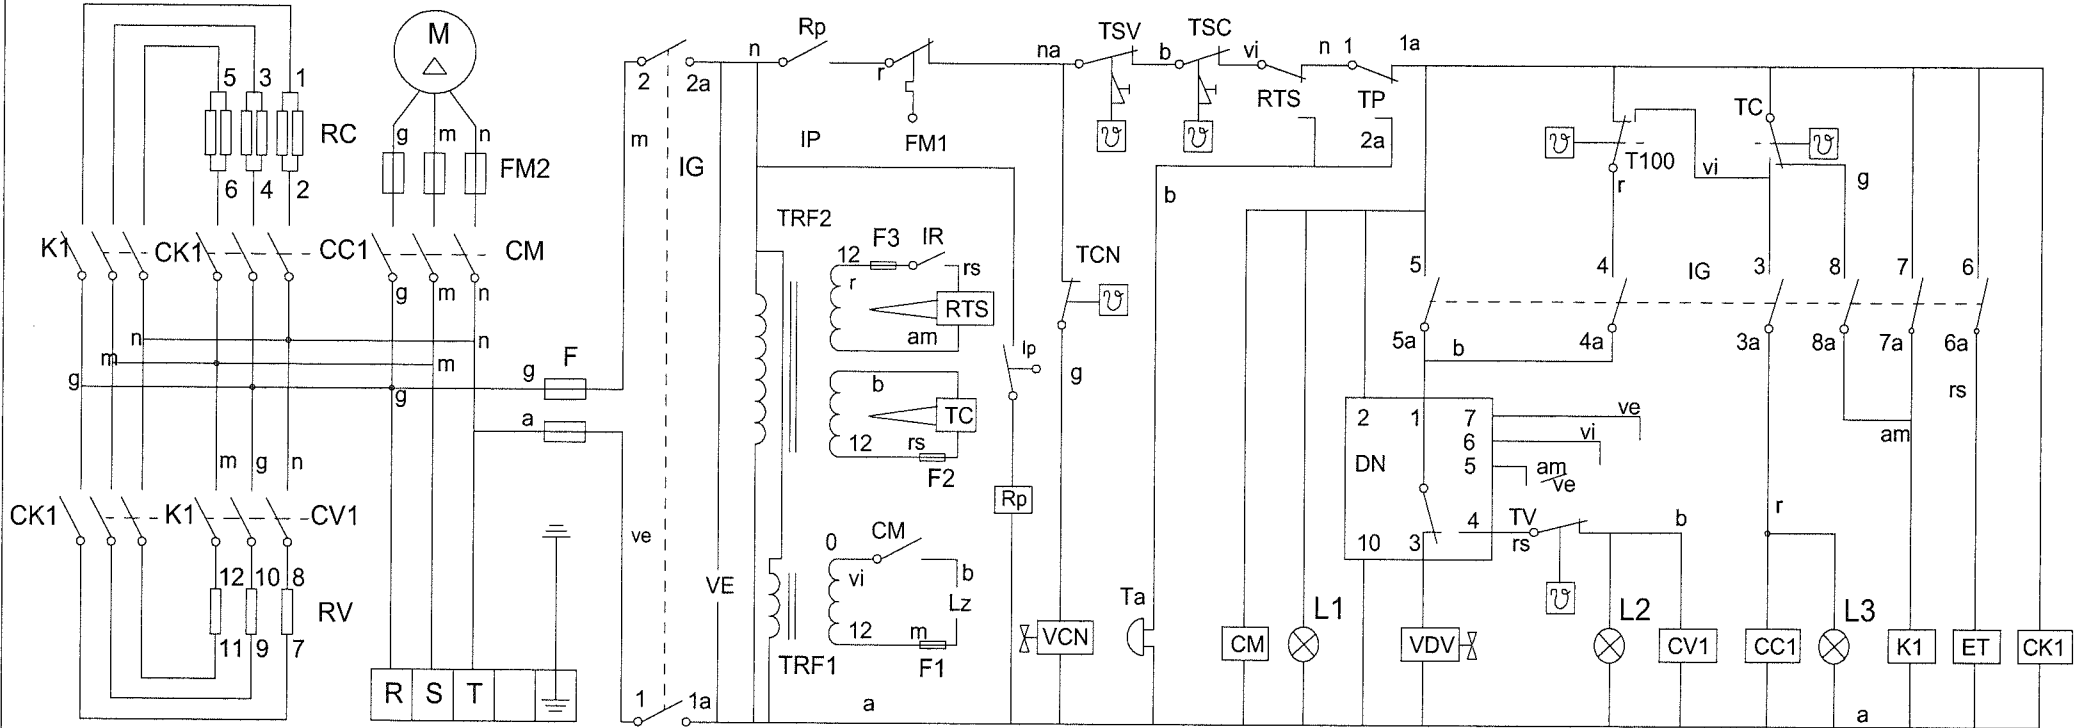 M
5 3 1
RC
g m n
FM2
6 4 2
K1 CK1 CC1 CM
g m n
n n
m m
g g
g F
a
m g n
CK1 K1 CV1
12 10 8
RV
11 9 7
R S T
2 2a
m
IG
ve
VE
1 1a
n Rp
IP
r
FM1
na TSV b TSC vi n 1 1a
ϑ ϑ
RTS TP
2a
b
TRF2
12 F3 IR
r rs
RTS
am
b
TC
12 rs
F2
Ip
Rp
TCN
ϑ
g
0 CM
vi b
Lz
12 m
F1
TRF1
VCN
Ta
a
ϑ T100
r
vi
TC
ϑ
g
5 4 IG 3 8 7 6
5a 4a 3a 8a 7a 6a
b
rs
am
2 1 7 ve
6 vi
DN 5 am
ve
10 3 4 TV
rs
ϑ
b
r
CM L1 VDV L2 CV1 CC1 L3 K1 ET CK1
a